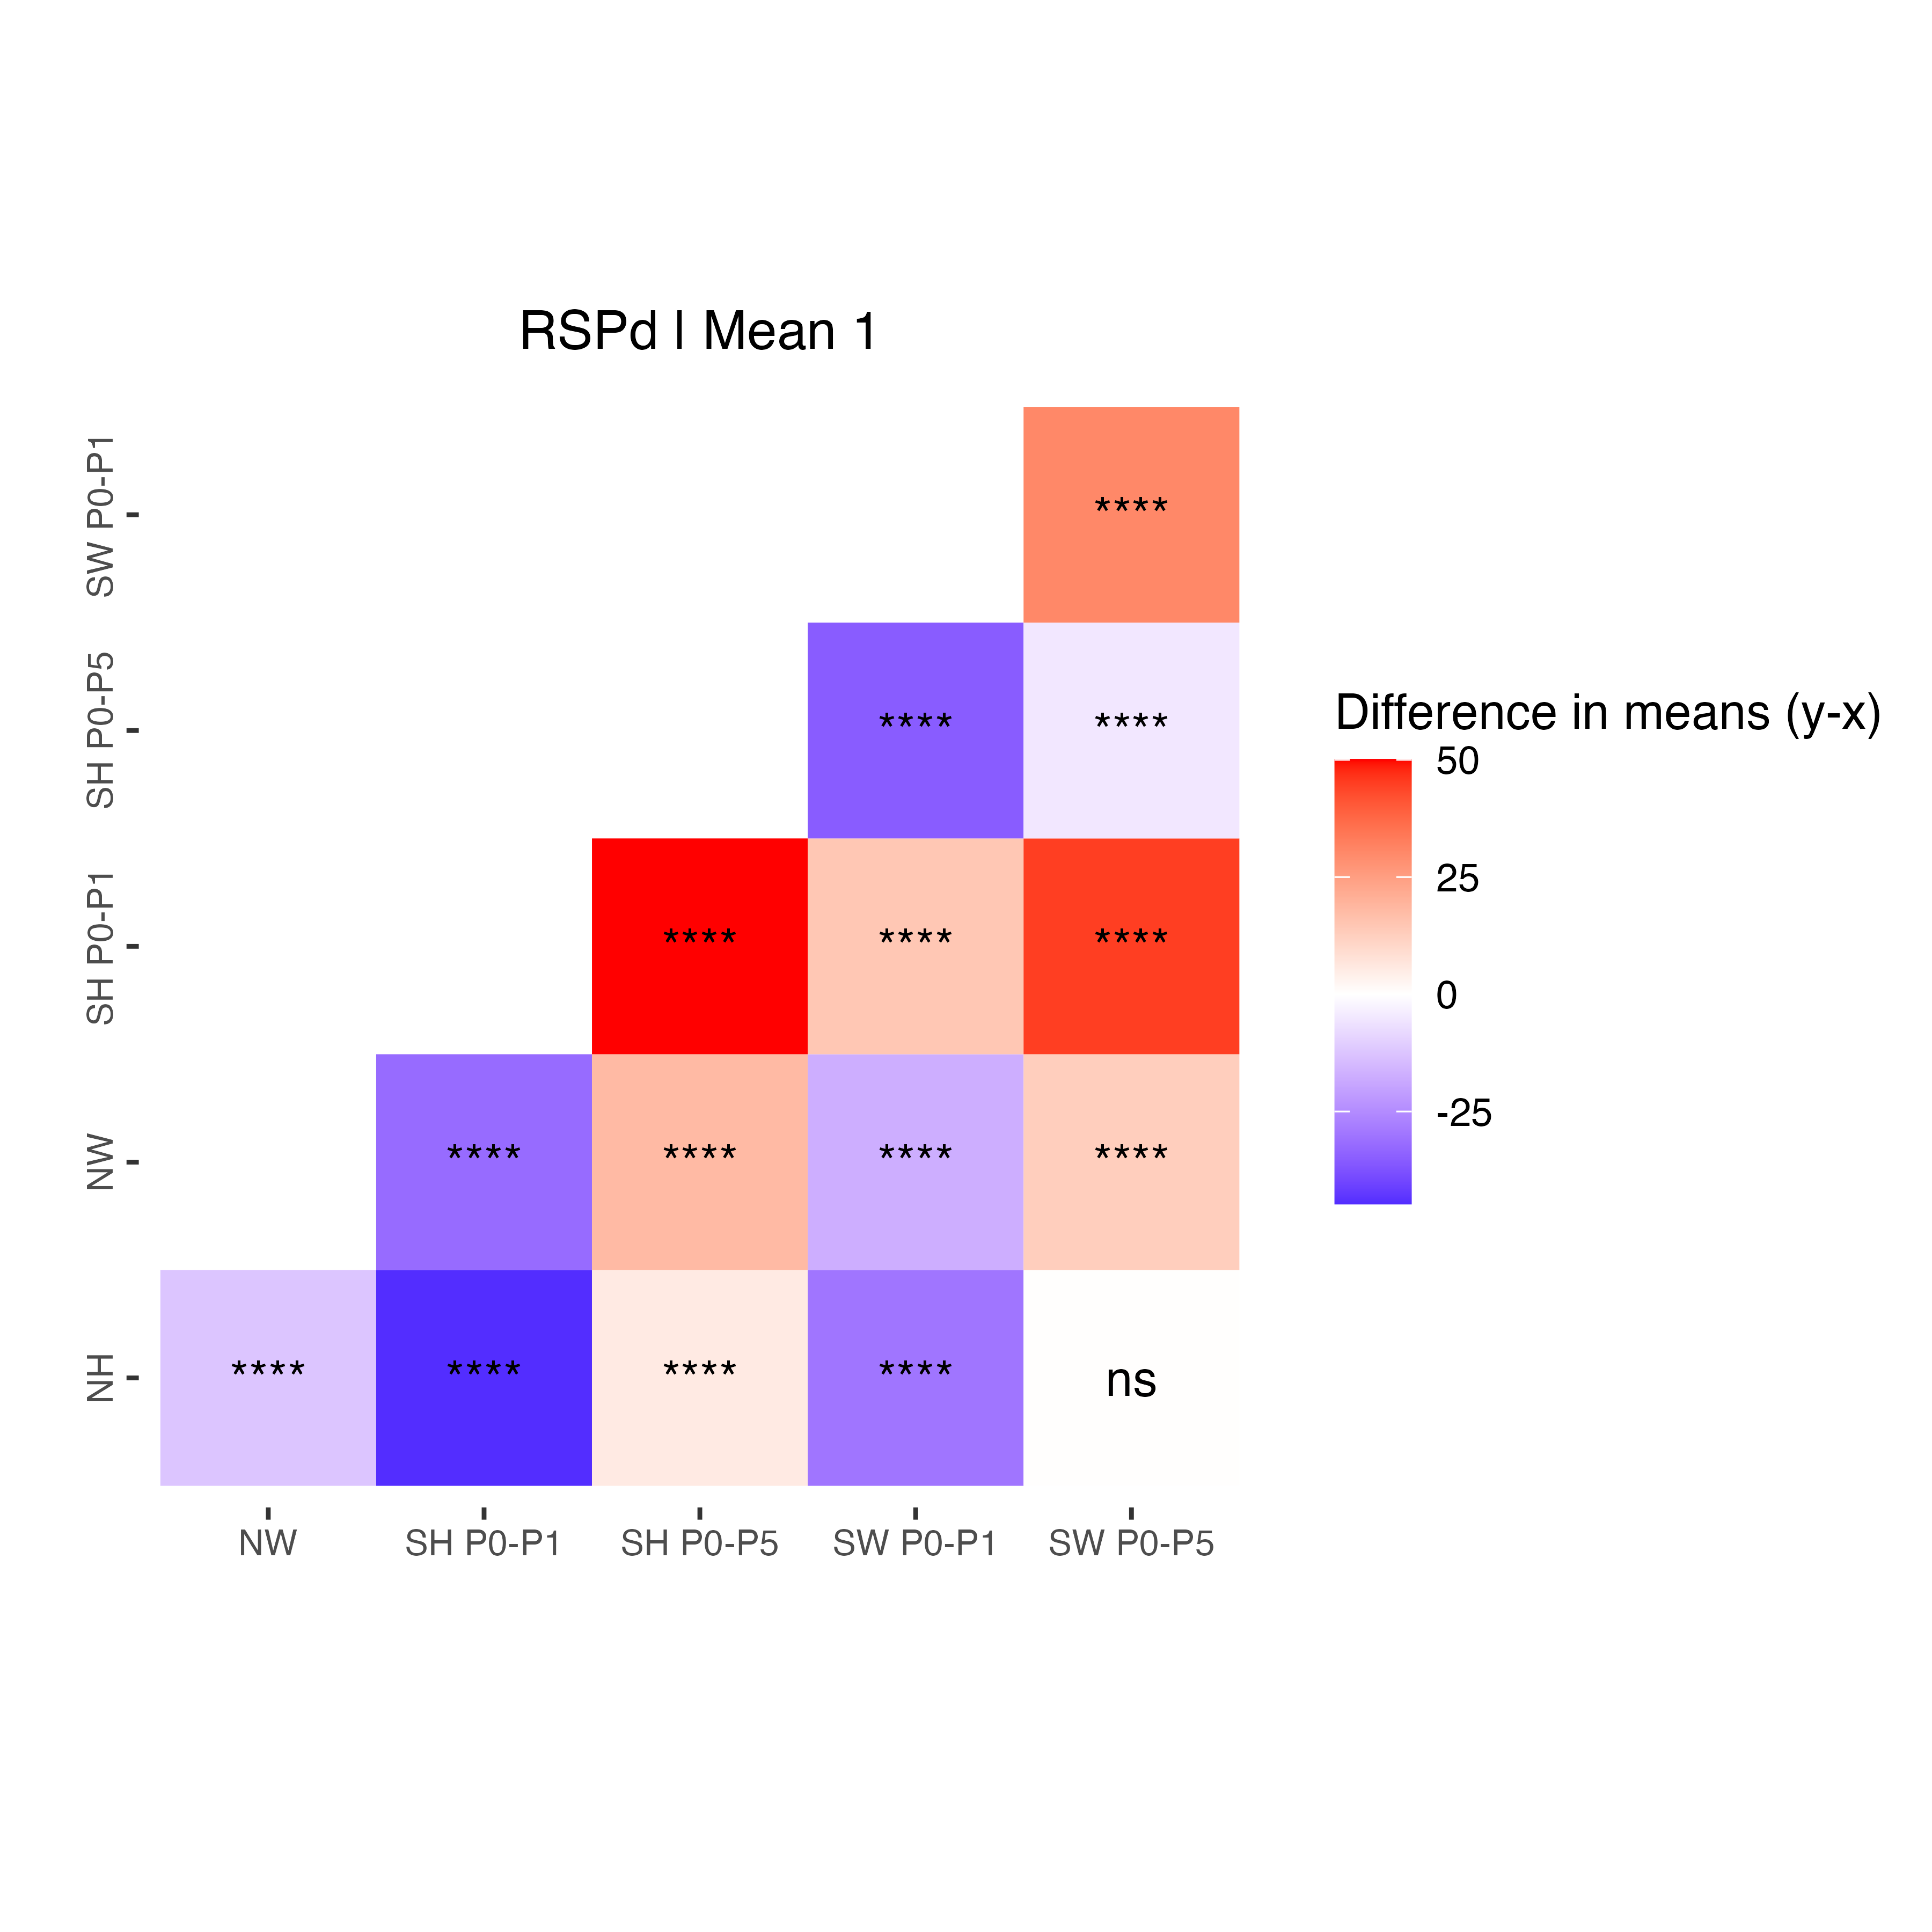 RSPd | Mean 1
SW P0-P1
****
SH P0-P5
**** ****
SH P0-P1
**** **** ****
NW
**** **** **** ****
NH
**** **** **** **** ns
NW SH P0-P1 SH P0-P5 SW P0-P1 SW P0-P5
Difference in means (y-x)
50
25
0
-25